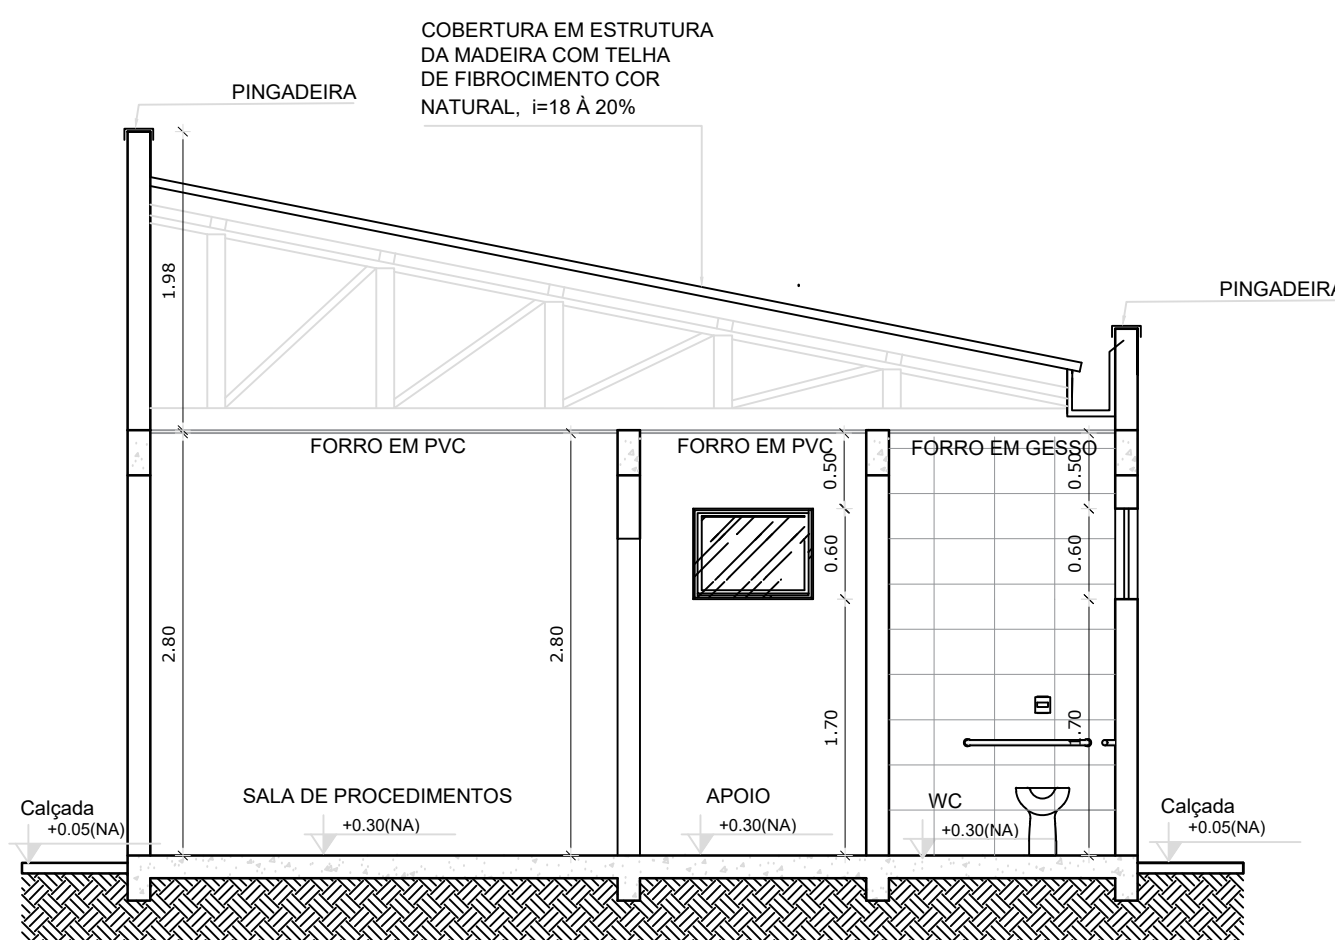 COBERTURA EM ESTRUTURA
DA MADEIRA COM TELHA
DE FIBROCIMENTO COR
NATURAL, i=18 À 20%
PINGADEIRA
PINGADEIRA
1.98
FORRO EM PVC
FORRO EM PVC
FORRO EM GESSO
0.50
0.50
0.60
0.60
2.80
2.80
1.70
.70
SALA DE PROCEDIMENTOS
+0.30(NA)
APOIO
+0.30(NA)
WC
+0.30(NA)
Calçada
+0.05(NA)
Calçada
+0.05(NA)